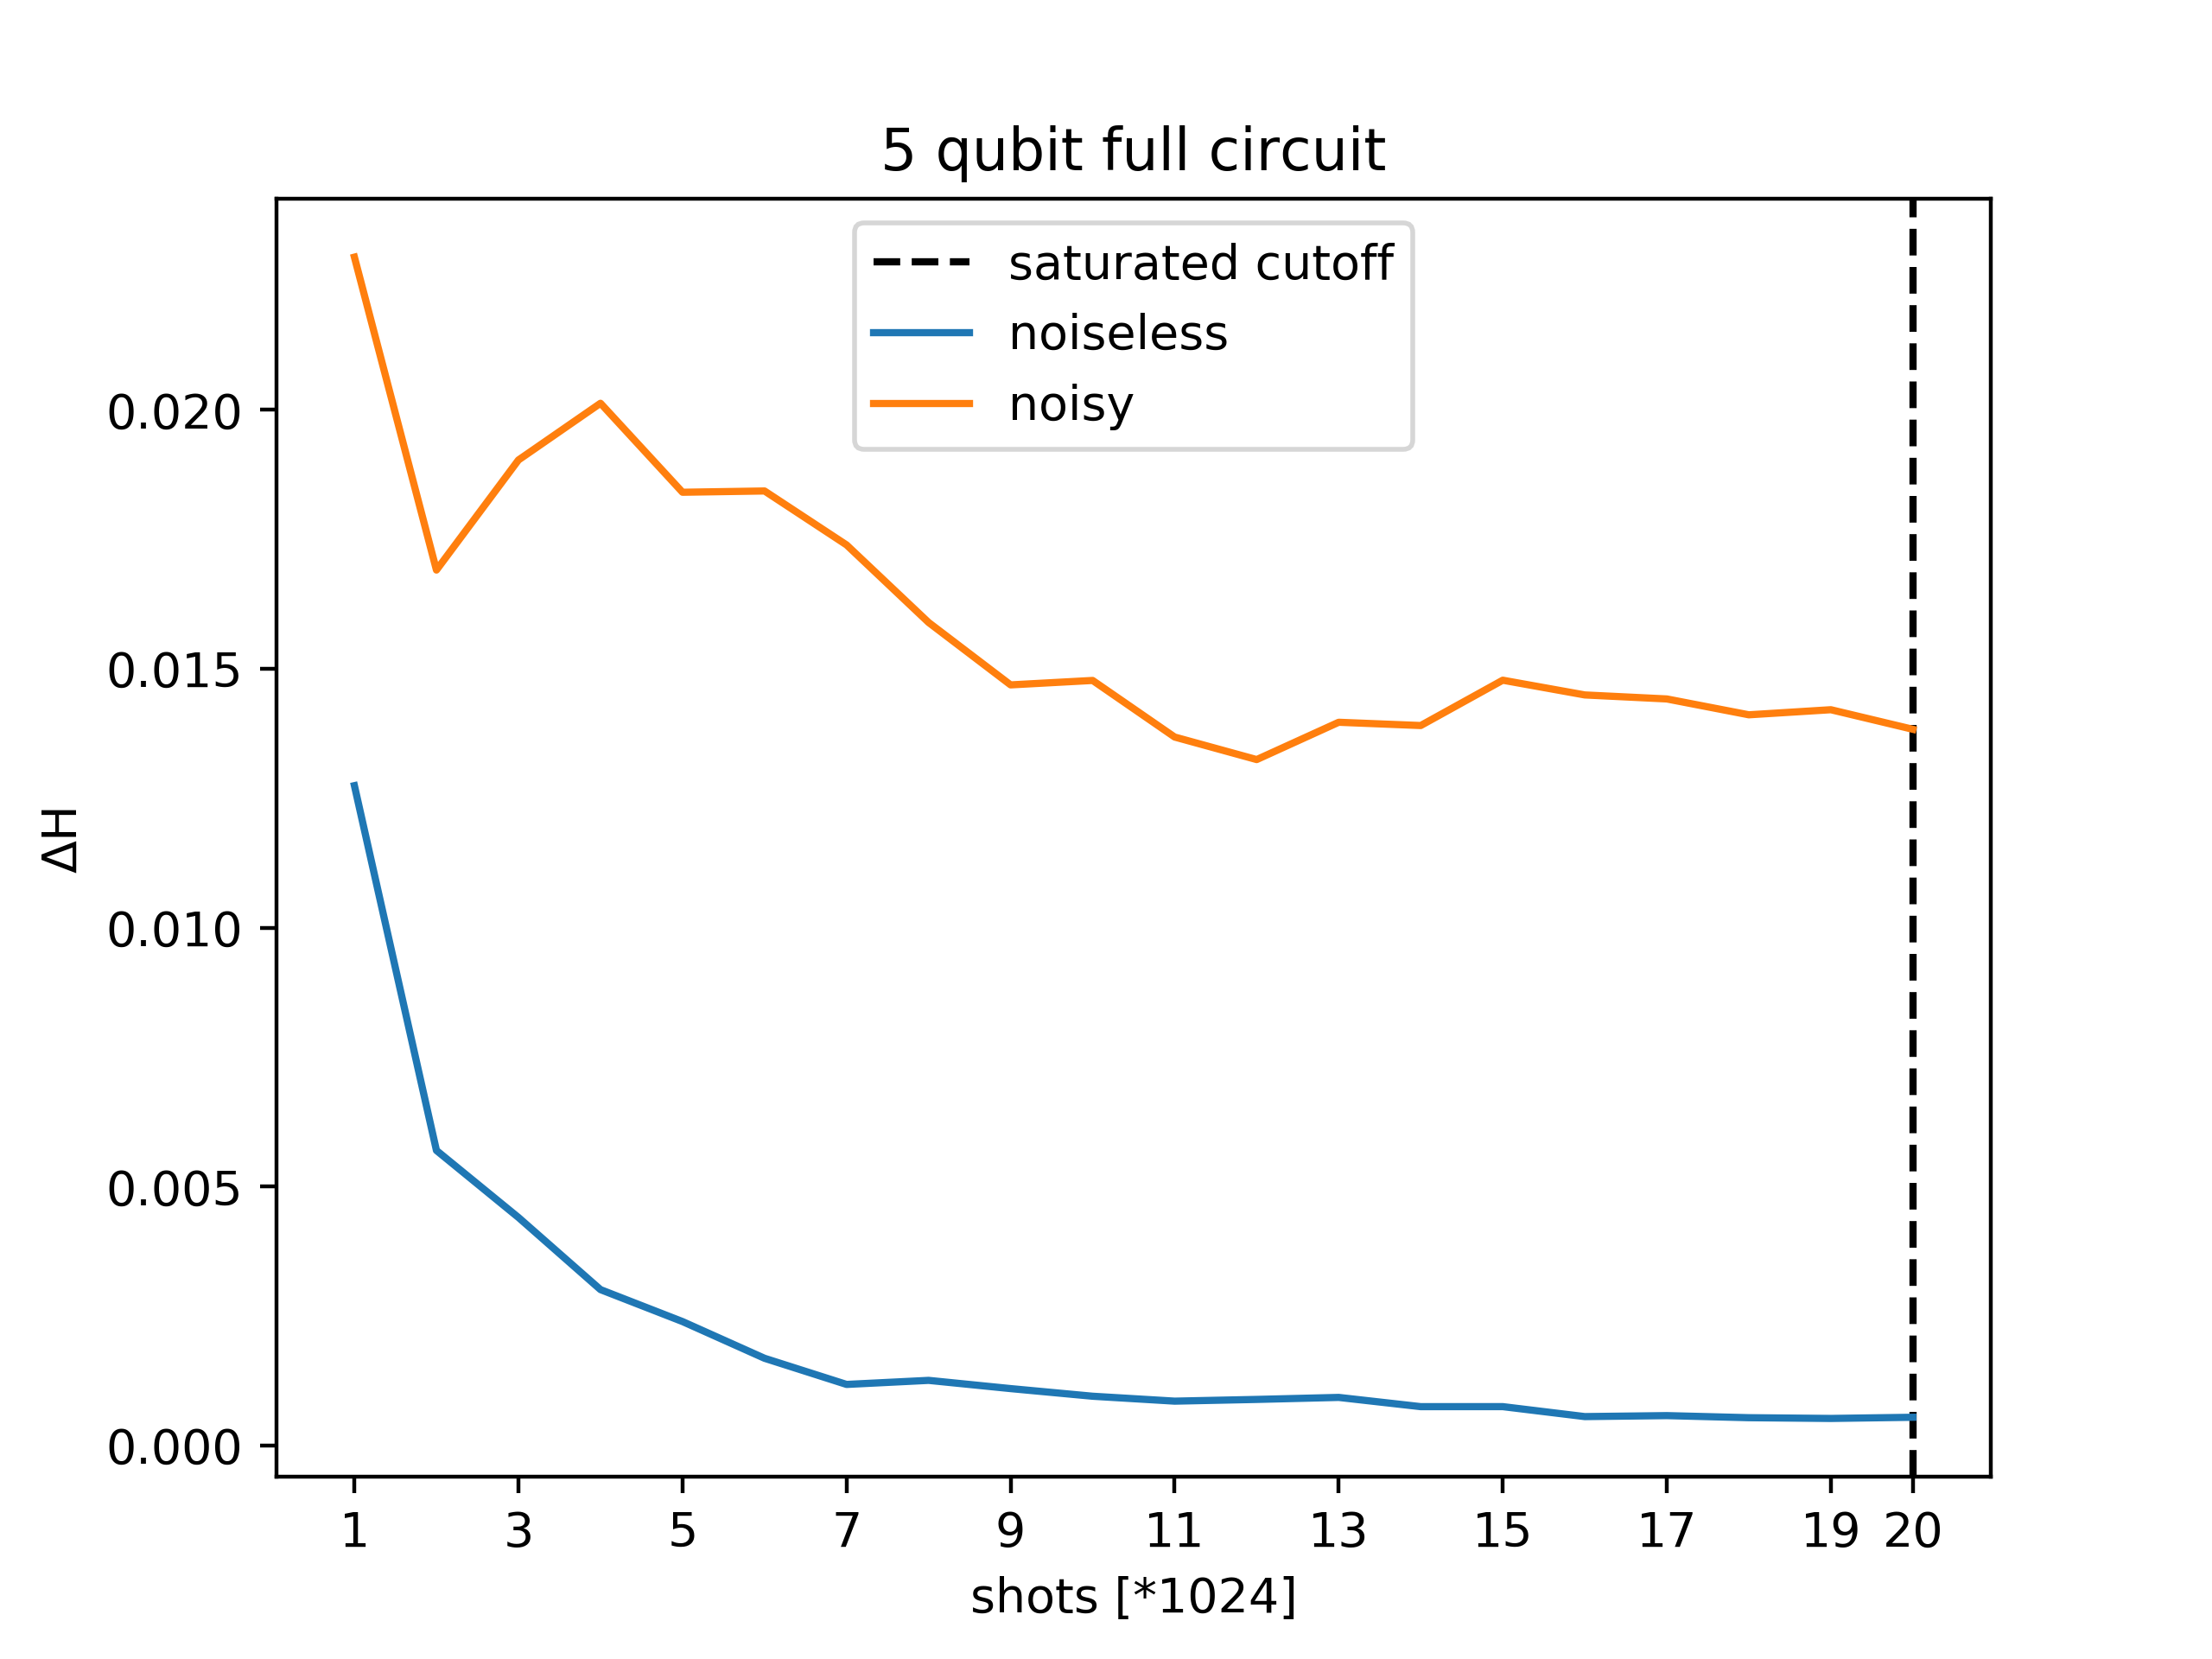 5 qubit full circuit
saturated cutoff
noiseless
noisy
0.020
0.015
0.010
0.005
0.000
ΔH
1 3 5 7 9 11 13 15 17 19 20
shots [*1024]